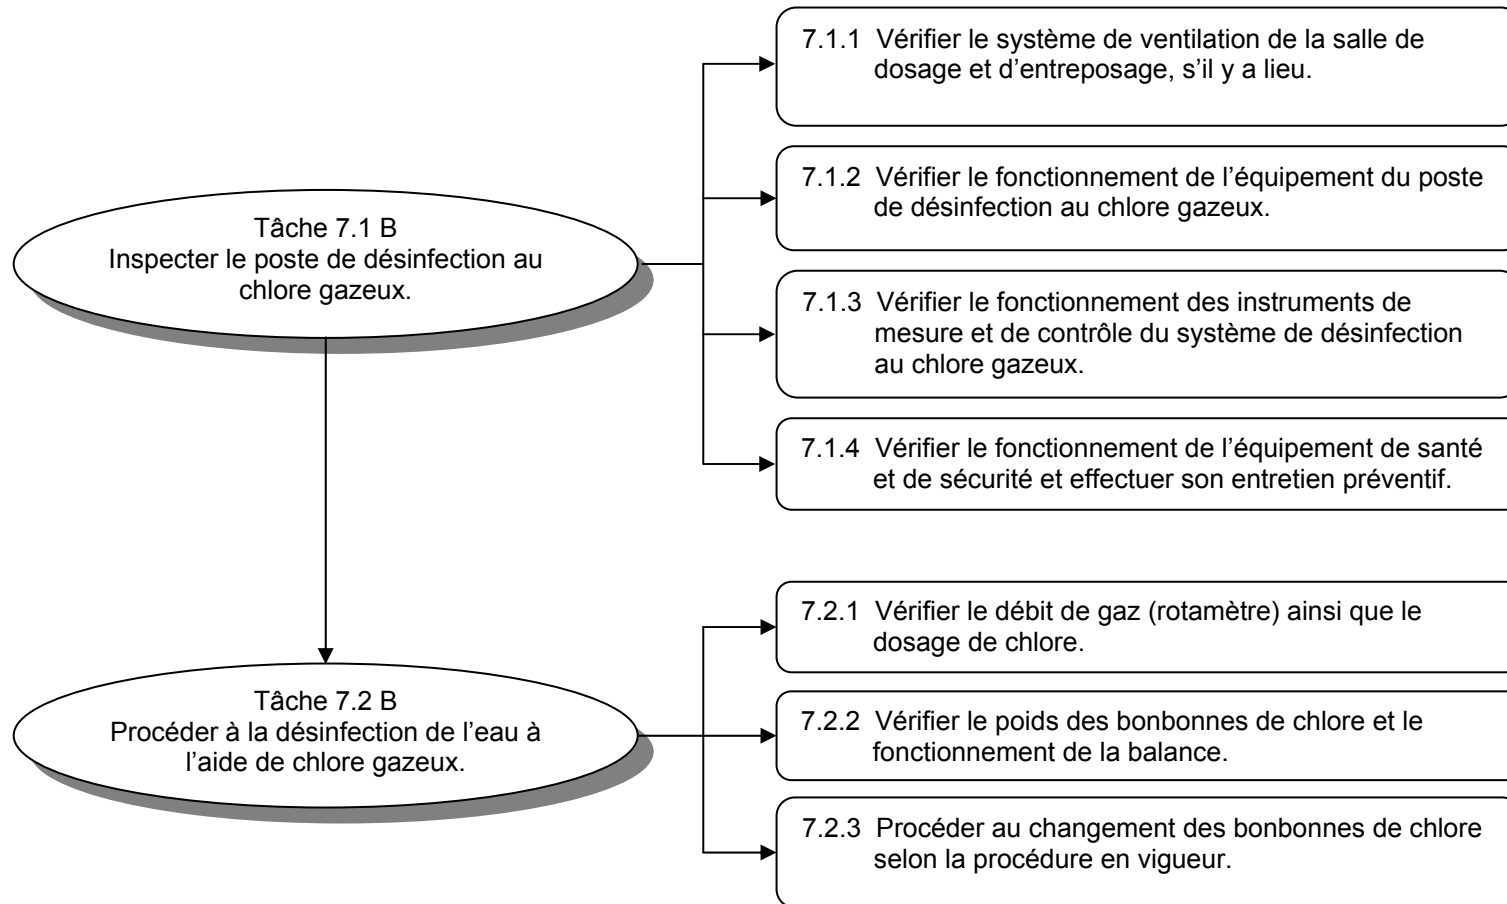 Tâche 7.1 B
Inspecter le poste de désinfection au
chlore gazeux.
7.1.1 Vérifier le système de ventilation de la salle de
dosage et d’entreposage, s’il y a lieu.
7.1.2 Vérifier le fonctionnement de l’équipement du poste
de désinfection au chlore gazeux.
7.1.3 Vérifier le fonctionnement des instruments de
mesure et de contrôle du système de désinfection
au chlore gazeux.
7.1.4 Vérifier le fonctionnement de l’équipement de santé
et de sécurité et effectuer son entretien préventif.
Tâche 7.2 B
Procéder à la désinfection de l’eau à
l’aide de chlore gazeux.
7.2.1 Vérifier le débit de gaz (rotamètre) ainsi que le
dosage de chlore.
7.2.2 Vérifier le poids des bonbonnes de chlore et le
fonctionnement de la balance.
7.2.3 Procéder au changement des bonbonnes de chlore
selon la procédure en vigueur.